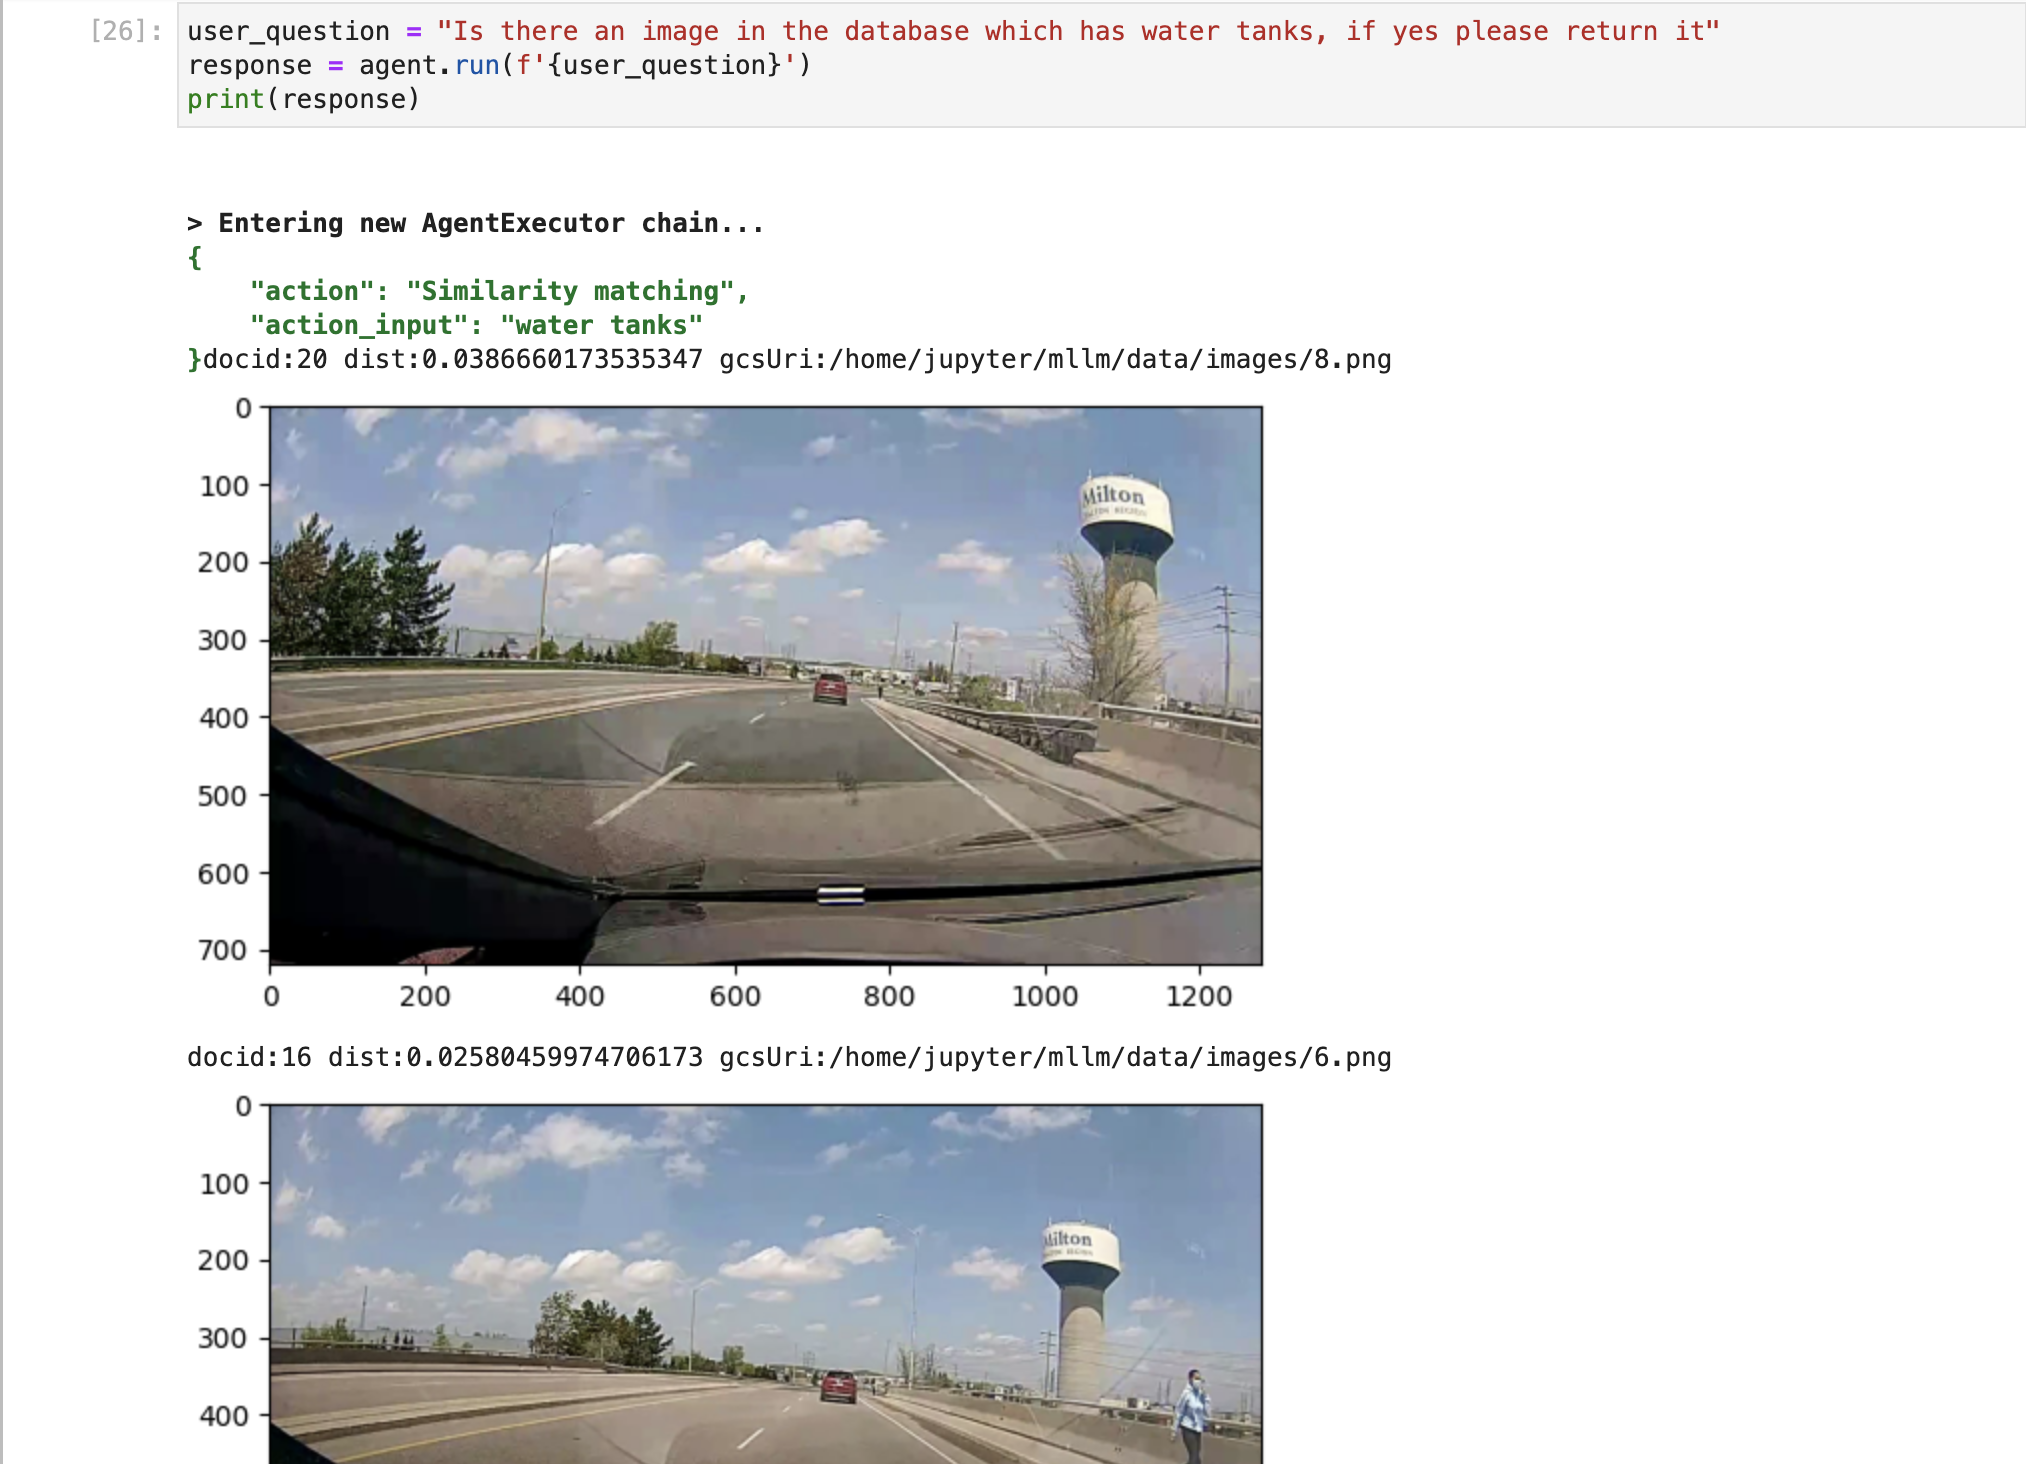 [26]:
user_question = "Is there an image in the database which has water tanks, if yes please return it"
response = agent.run(f'{user_question}')
print(response)
> Entering new AgentExecutor chain...
{
"action": "Similarity matching",
"action_input": "water tanks"
}docid:20 dist:0.0386660173535347 gcsUri:/home/jupyter/mllm/data/images/8.png
0
100
200
300
400
500
600
700
Milton
0 200 400 600 800 1000 1200
docid:16 dist:0.02580459974706173 gcsUri:/home/jupyter/mllm/data/images/6.png
0
100
200
300
400
Milton